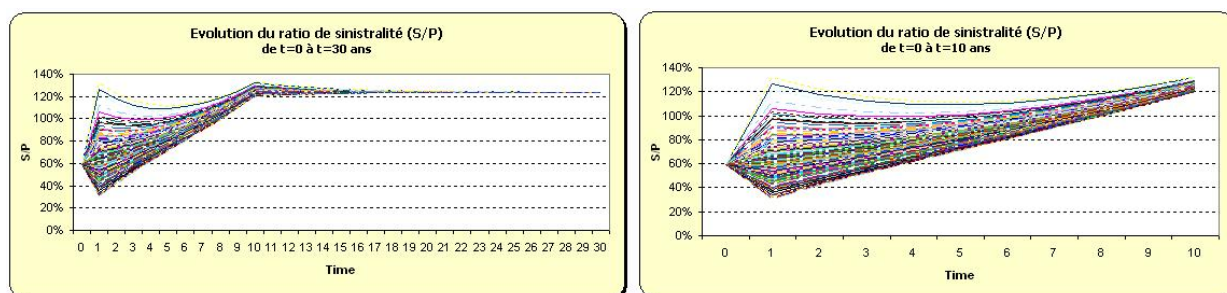 Evolution du ratio de sinistralité (S/P)
de t=0 à t=30 ans
140%
120%
100%
80%
60%
40%
20%
0%
S/P
0 1 2 3 4 5 6 7 8 9 10 11 12 13 14 15 16 17 18 19 20 21 22 23 24 25 26 27 28 29 30
Time
Evolution du ratio de sinistralité (S/P)
de t=0 à t=10 ans
140%
120%
100%
80%
60%
40%
20%
0%
S/P
0 1 2 3 4 5 6 7 8 9 10
Time